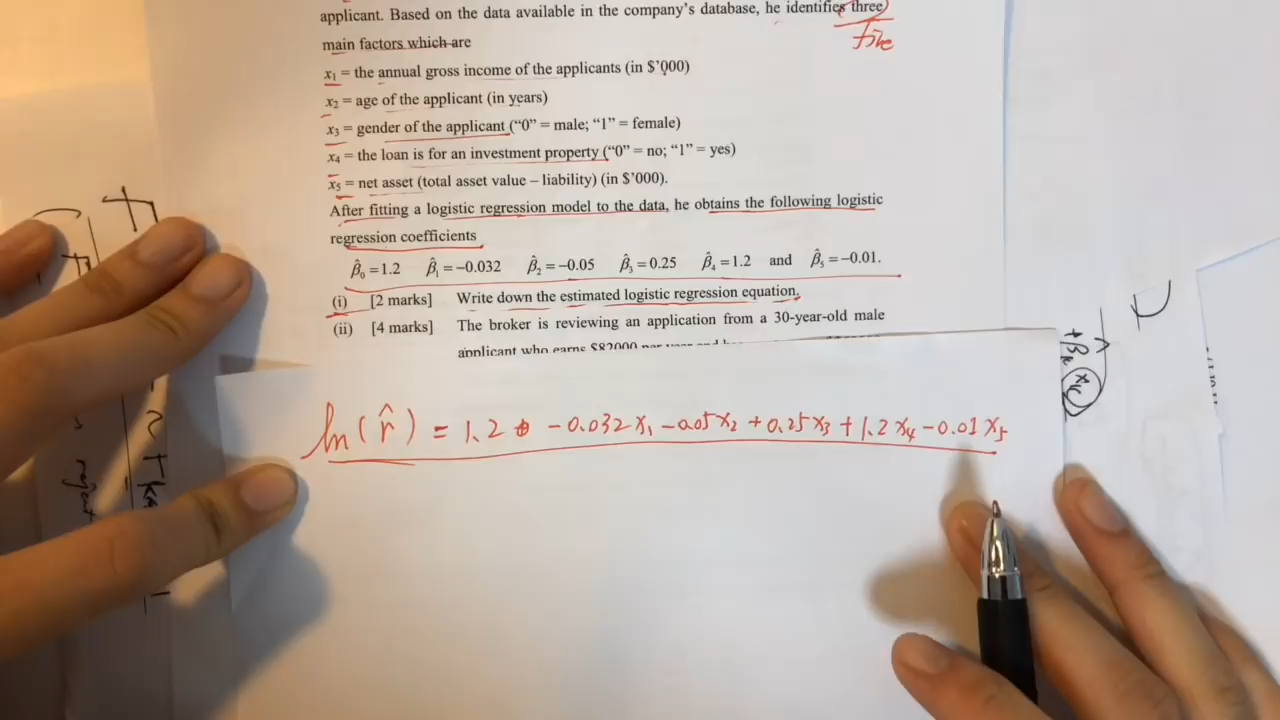 applicant. Based on the data available in the company's database, he identifies three
five
main factors which are
x₁ = the annual gross income of the applicants (in $'000)
x₂ = age of the applicant (in years)
x₃ = gender of the applicant ("0" = male; "1" = female)
x₄ = the loan is for an investment property ("0" = no; "1" = yes)
x₅ = net asset (total asset value – liability) (in $'000).
After fitting a logistic regression model to the data, he obtains the following logistic
regression coefficients
β̂₀ = 1.2 β̂₁ = −0.032 β̂₂ = −0.05 β̂₃ = 0.25 β̂₄ = 1.2 and β̂₅ = −0.01.
(i) [2 marks] Write down the estimated logistic regression equation.
(ii) [4 marks] The broker is reviewing an application from a 30-year-old male
applicant who earns $82000 per year and
ln(r̂) = 1.2 - 0.032x₁ - 0.05x₂ + 0.25x₃ + 1.2x₄ - 0.01x₅